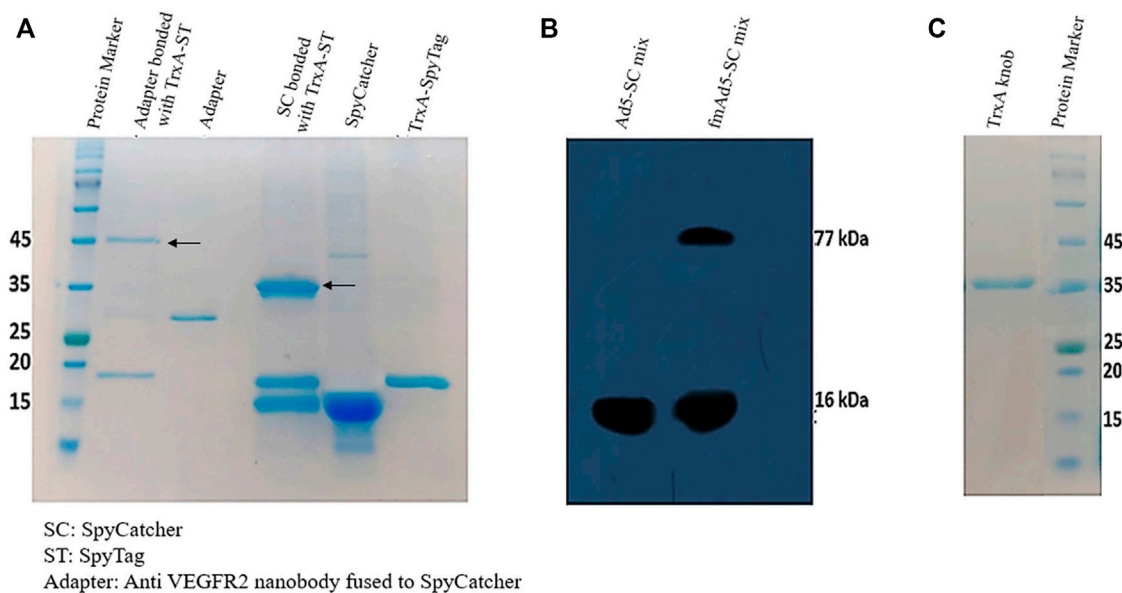 A
B
C
Protein Marker
Adapter bonded
with TrxA-ST
Adapter
SC bonded
with TrxA-ST
SpyCatcher
TrxA-SpyTag
Ad5-SC mix
fmAd5-SC mix
TrxA knob
Protein Marker
45
35
25
20
15
77 kDa
16 kDa
45
35
25
20
15
SC: SpyCatcher
ST: SpyTag
Adapter: Anti VEGFR2 nanobody fused to SpyCatcher